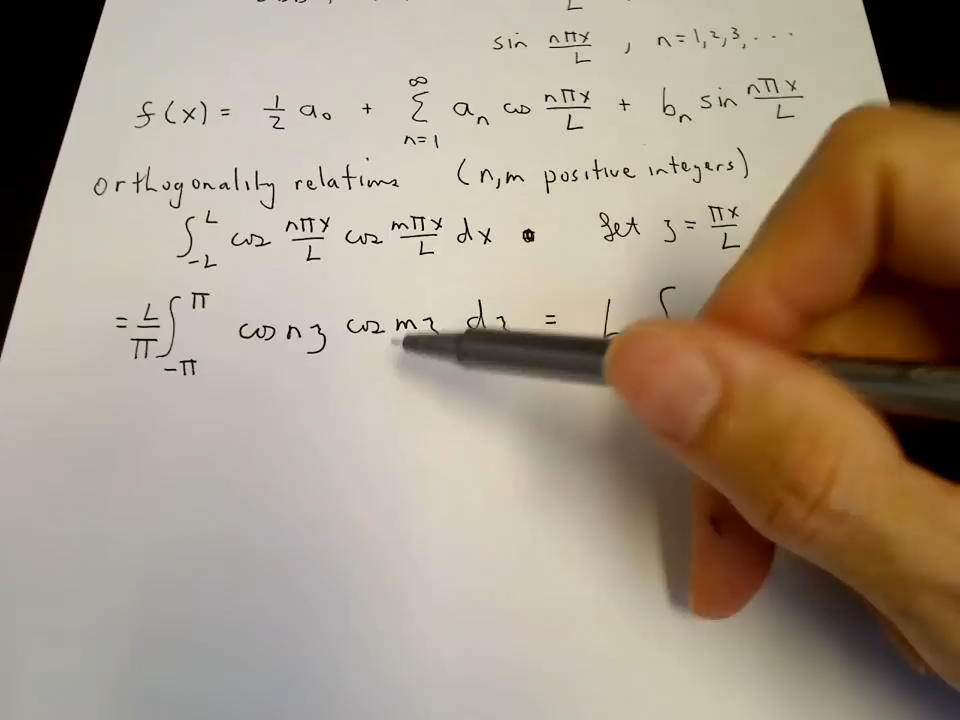 L
sin nπx/L , n=1,2,3,...
f(x) = 1/2 a₀ + ∑_{n=1}^{∞} aₙ cos nπx/L + bₙ sin nπx/L
orthogonality relations (n,m positive integers)
∫_{-L}^{L} cos nπx/L cos mπx/L dx Let z = πx/L
= L/π ∫_{-π}^{π} cos nz cos mz dz = L ∫